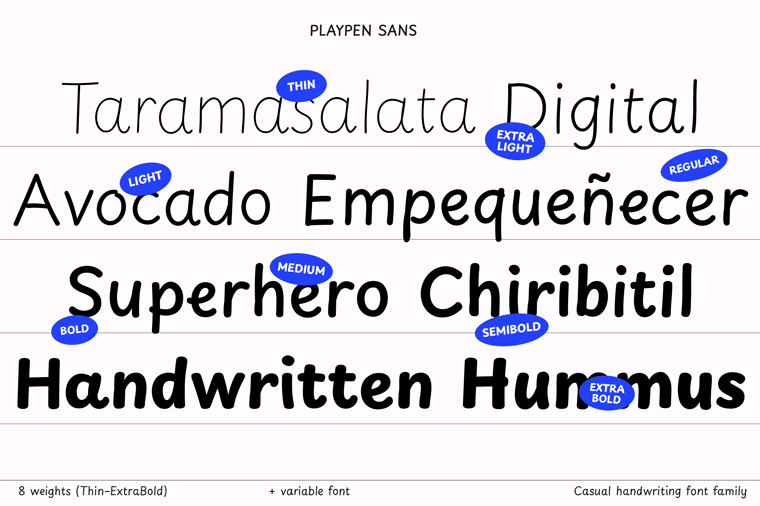 PLAYPEN SANS
THIN
Taramasalata Digital
EXTRA
LIGHT
LIGHT
REGULAR
Avocado Empequeñecer
MEDIUM
Superhero Chiribitil
BOLD
SEMIBOLD
Handwritten Hummus
EXTRA
BOLD
8 weights (Thin–ExtraBold)
+ variable font
Casual handwriting font family